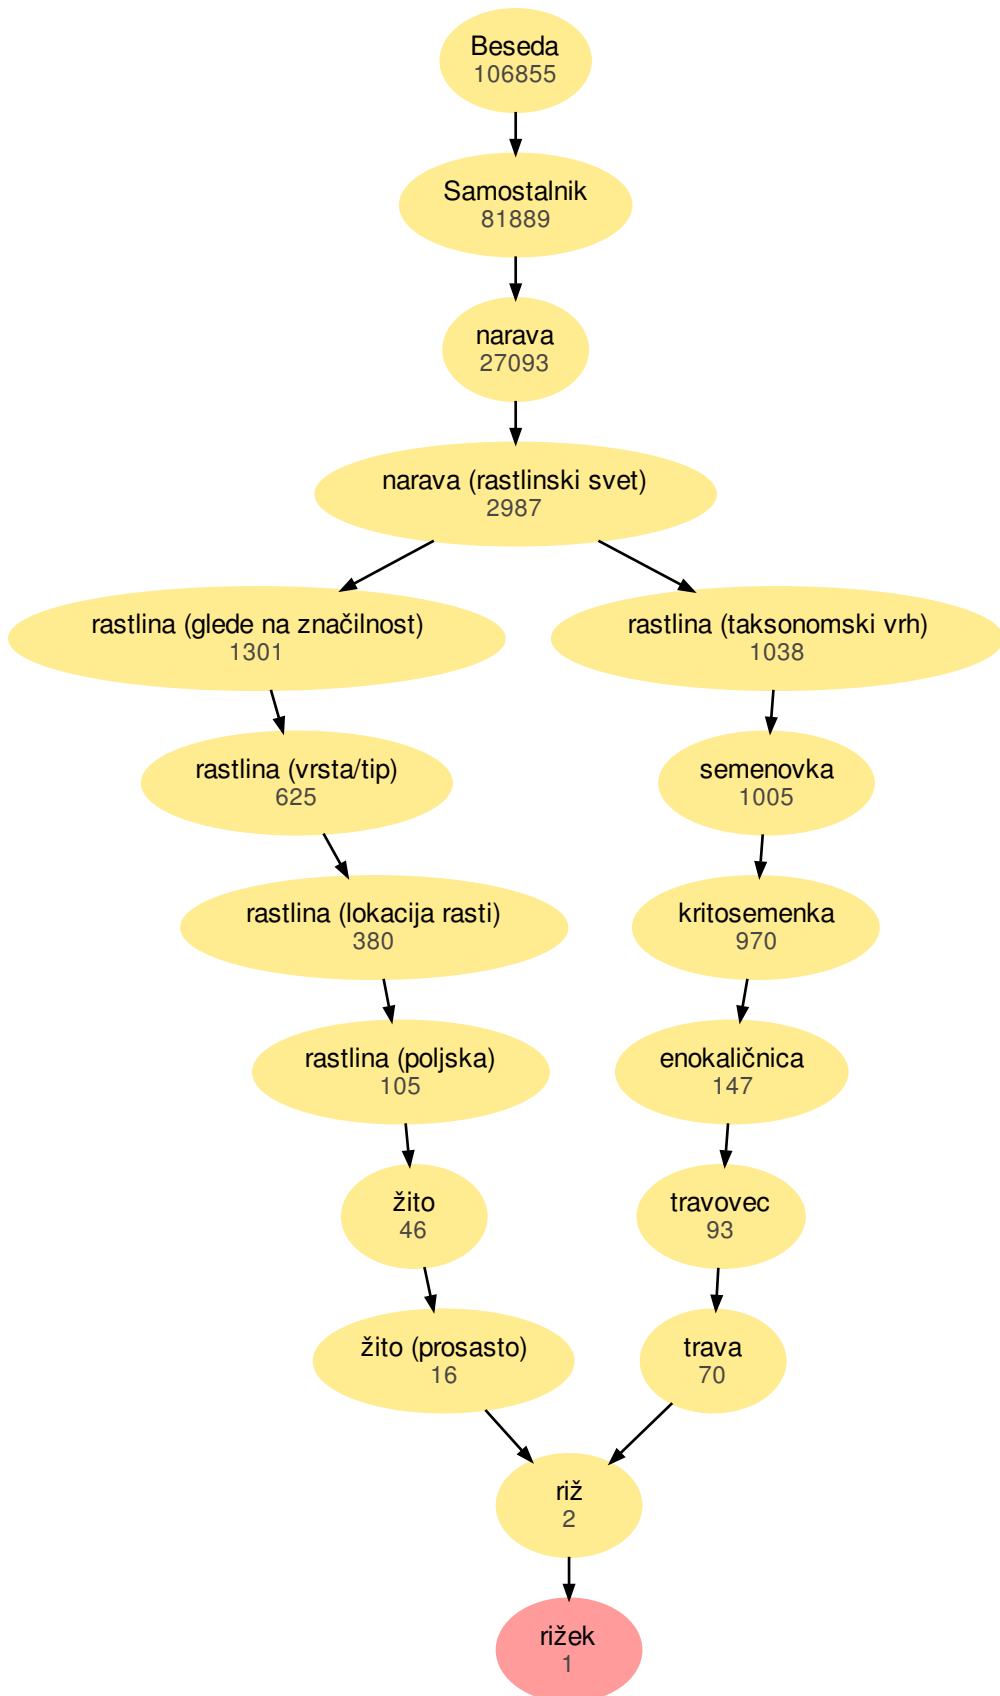 Beseda
106855
Samostalnik
81889
narava
27093
narava (rastlinski svet)
2987
rastlina (glede na značilnost)
1301
rastlina (taksonomski vrh)
1038
rastlina (vrsta/tip)
625
semenovka
1005
rastlina (lokacija rasti)
380
kritosemenka
970
rastlina (poljska)
105
enokaličnica
147
žito
46
travovec
93
žito (prosasto)
16
trava
70
riž
2
rižek
1